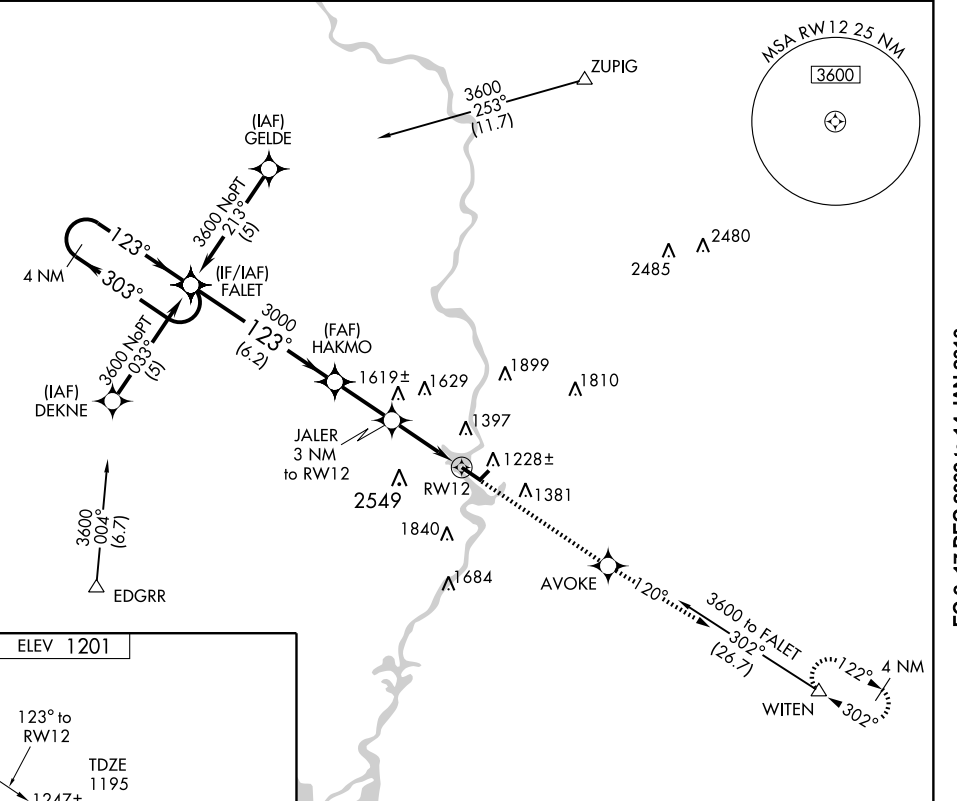 MSA RW12 25 NM
3600
ZUPIG
3600
253°
(11.7)
(IAF)
GELDE
3600 NoPT
213°
(5)
2480
2485
123°
4 NM
303°
(IF/IAF)
FALET
3000
123°
(6.2)
(FAF)
HAKMO
3600 NoPT
033°
(5)
(IAF)
DEKNE
1619±
1629
1899
1810
JALER
3 NM
to RW12
1397
1228±
RW12
2549
1381
1840
1684
3600
004°
(6.7)
EDGRR
AVOKE
120°
3600 to FALET
302°
(26.7)
122°
4 NM
WITEN
302°
ELEV 1201
123° to
RW12
TDZE
1195
1247±